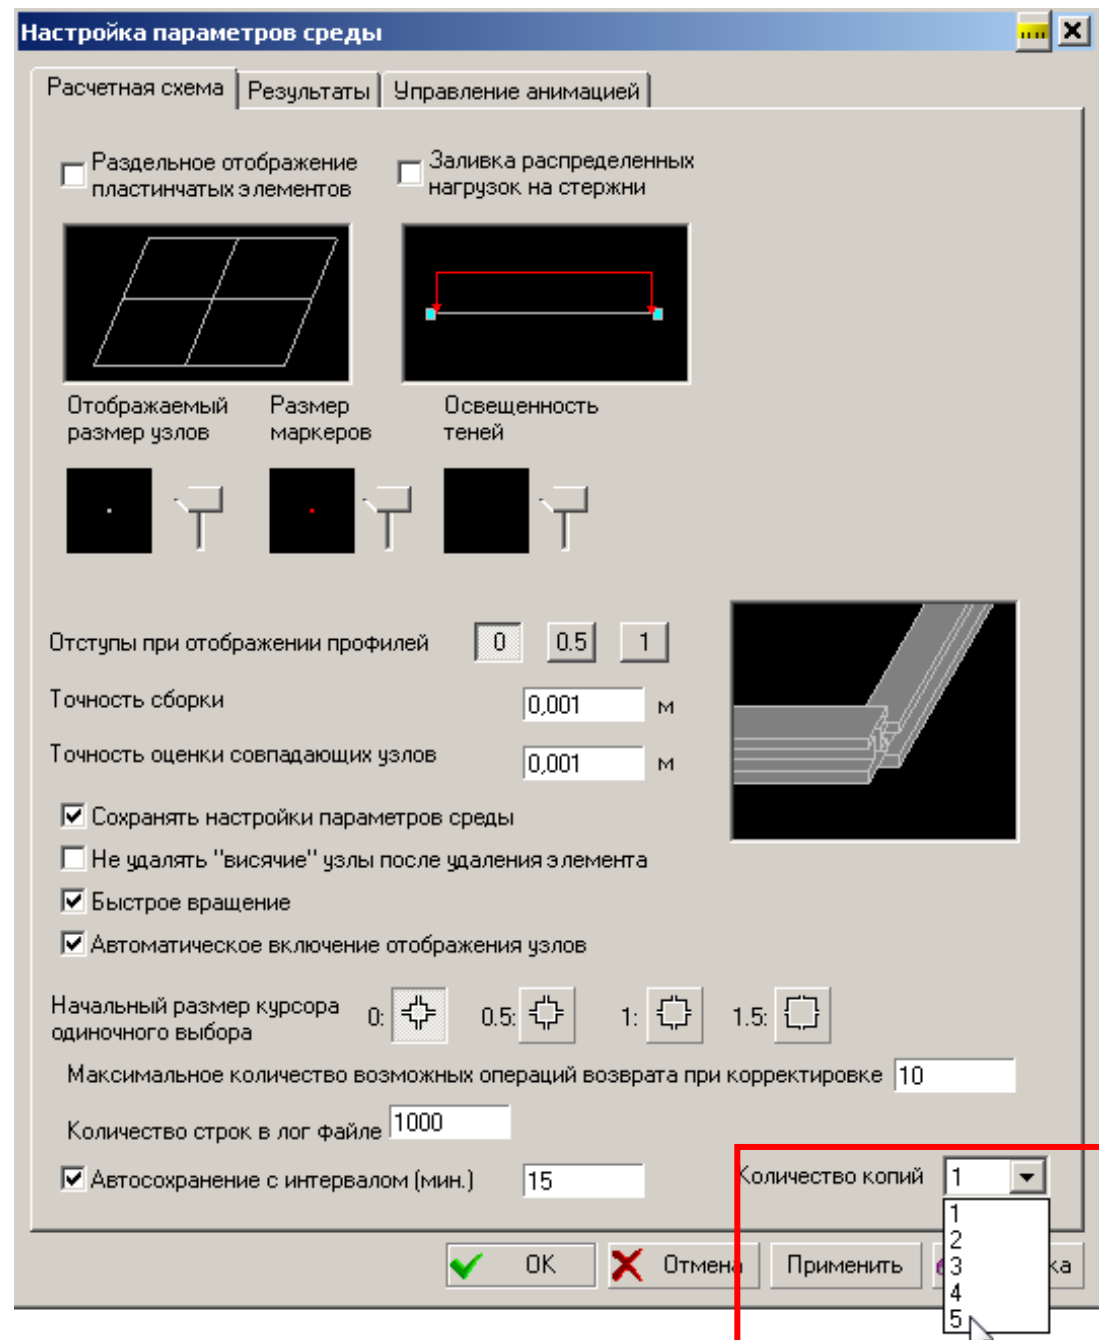 Настройка параметров среды
Расчетная схема Результаты Управление анимацией
Раздельное отображение
пластинчатых элементов
Заливка распределенных
нагрузок на стержни
Отображаемый
размер узлов
Размер
маркеров
Освещенность
теней
Отступы при отображении профилей 0 0.5 1
Точность сборки 0,001 м
Точность оценки совпадающих узлов 0,001 м
Сохранять настройки параметров среды
Не удалять "висячие" узлы после удаления элемента
Быстрое вращение
Автоматическое включение отображения узлов
Начальный размер курсора
одиночного выбора
0: 0.5: 1: 1.5:
Максимальное количество возможных операций возврата при корректировке 10
Количество строк в лог файле 1000
Автосохранение с интервалом (мин.) 15 Количество копий 1
1
2
3
4
5
OK Отмена Применить